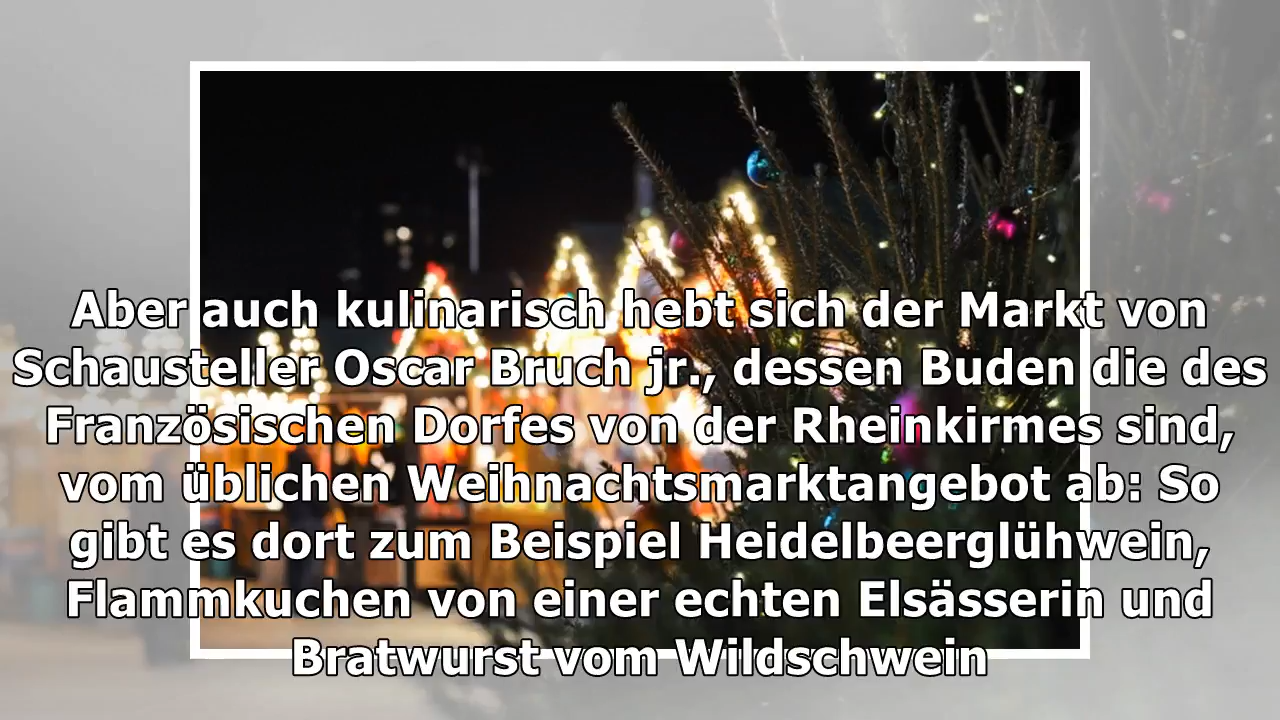 Aber auch kulinarisch hebt sich der Markt von
Schausteller Oscar Bruch jr., dessen Buden die des
Französischen Dorfes von der Rheinkirmes sind,
vom üblichen Weihnachtsmarktangebot ab: So
gibt es dort zum Beispiel Heidelbeerglühwein,
Flammkuchen von einer echten Elsässerin und
Bratwurst vom Wildschwein